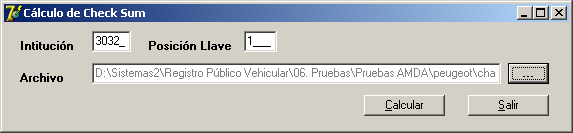 Cálculo de Check Sum
Intitución 3032_ Posición Llave 1___
Archivo D:\Sistemas2\Registro Público Vehicular\06. Pruebas\Pruebas AMDA\peugeot\cha ...
Calcular Salir